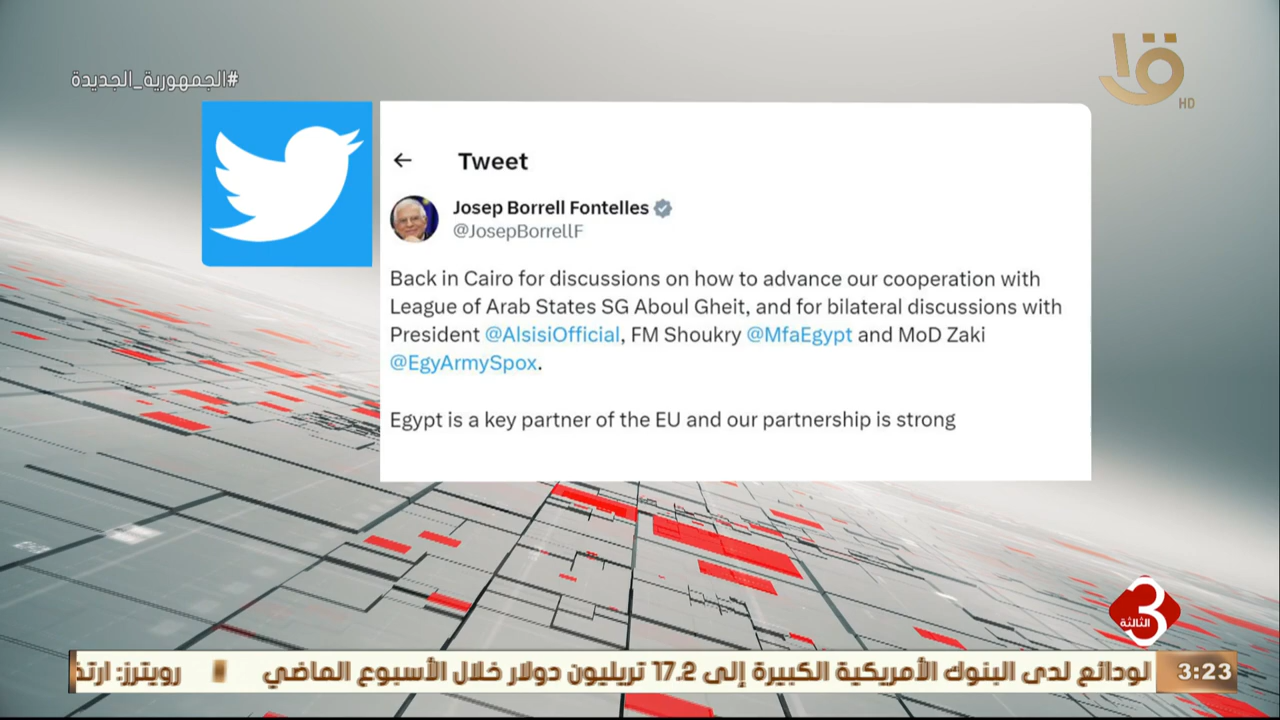 #الجمهورية_الجديدة
HD
Tweet
Josep Borrell Fontelles
@JosepBorrellF
Back in Cairo for discussions on how to advance our cooperation with
League of Arab States SG Aboul Gheit, and for bilateral discussions with
President @AlsisiOfficial, FM Shoukry @MfaEgypt and MoD Zaki
@EgyArmySpox.
Egypt is a key partner of the EU and our partnership is strong
3
الثالثة
3:23
لودائع لدى البنوك الأمريكية الكبيرة إلى 17.2 تريليون دولار خلال الأسبوع الماضي
رويترز: ارتف